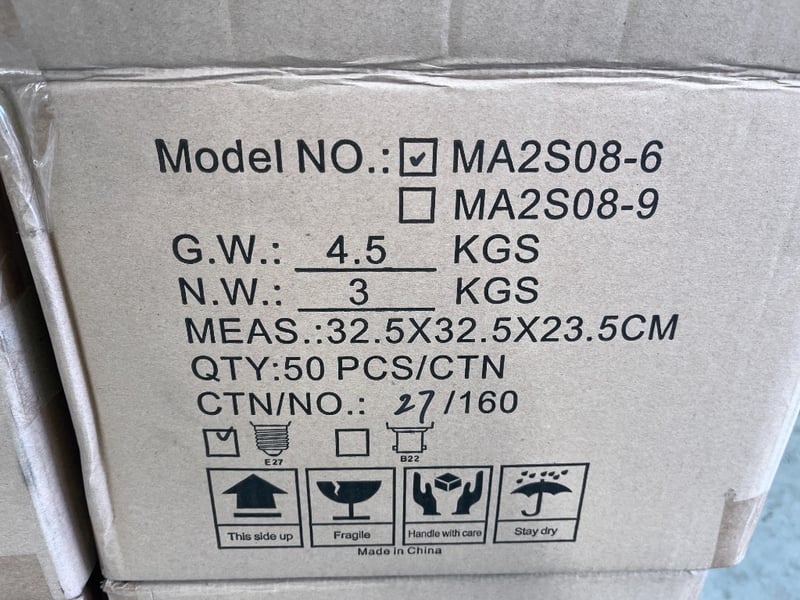 Model NO.: ☑ MA2S08-6
☐ MA2S08-9
G.W.: 4.5 KGS
N.W.: 3 KGS
MEAS.:32.5X32.5X23.5CM
QTY:50 PCS/CTN
CTN/NO.: 27/160
☑ E27 ☐ B22
This side up Fragile Handle with care Stay dry
Made in China